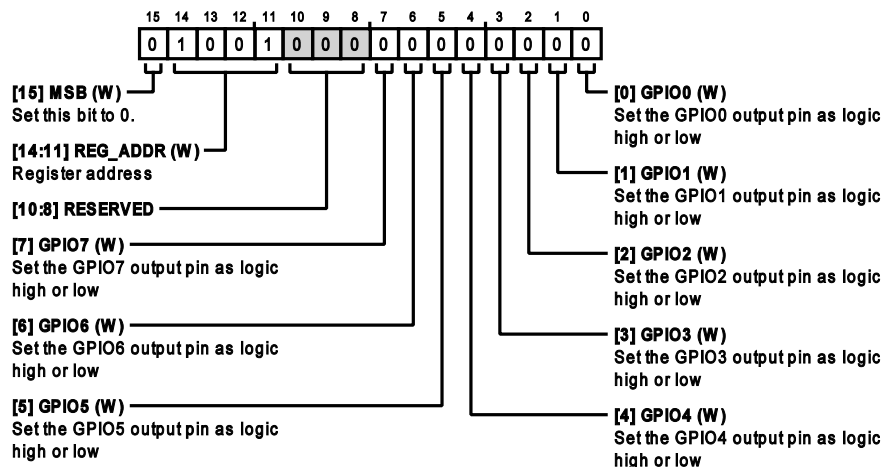 15 14 13 12 11 10 9 8 7 6 5 4 3 2 1 0
0 1 0 0 1 0 0 0 0 0 0 0 0 0 0 0
[15] MSB (W)
Set this bit to 0.
[14:11] REG_ADDR (W)
Register address
[10:8] RESERVED
[7] GPIO7 (W)
Set the GPIO7 output pin as logic
high or low
[6] GPIO6 (W)
Set the GPIO6 output pin as logic
high or low
[5] GPIO5 (W)
Set the GPIO5 output pin as logic
high or low
[0] GPIO0 (W)
Set the GPIO0 output pin as logic
high or low
[1] GPIO1 (W)
Set the GPIO1 output pin as logic
high or low
[2] GPIO2 (W)
Set the GPIO2 output pin as logic
high or low
[3] GPIO3 (W)
Set the GPIO3 output pin as logic
high or low
[4] GPIO4 (W)
Set the GPIO4 output pin as logic
high or low